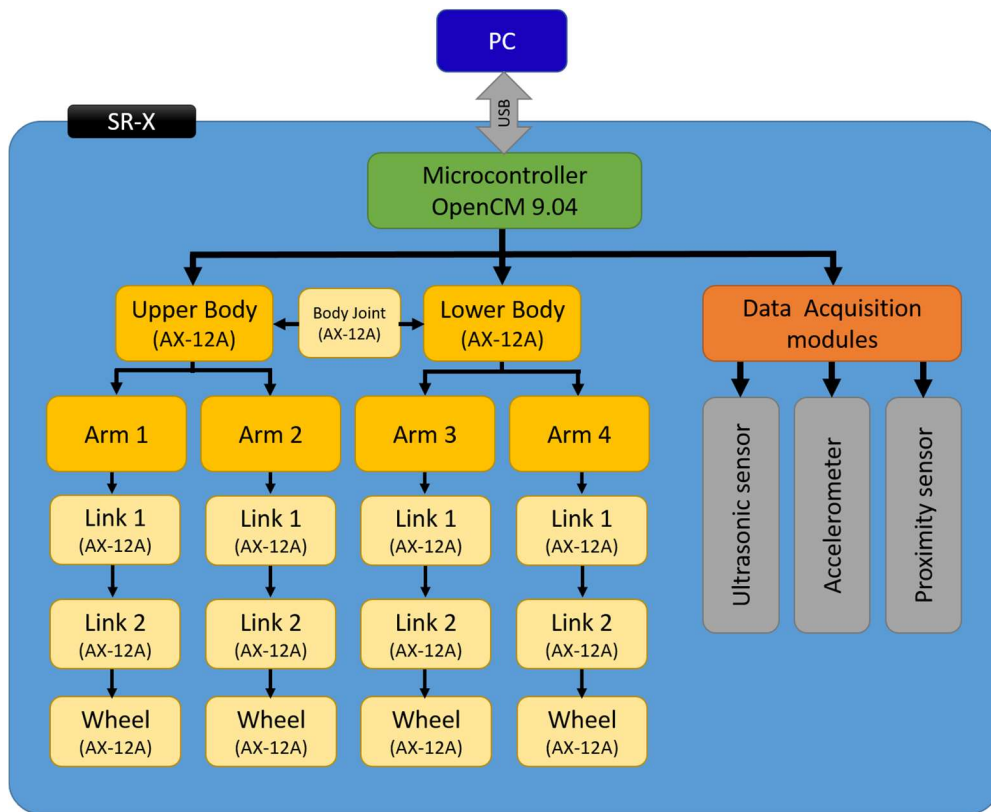 PC
USB
SR-X
Microcontroller
OpenCM 9.04
Upper Body
(AX-12A)
Body Joint
(AX-12A)
Lower Body
(AX-12A)
Data Acquisition
modules
Arm 1
Arm 2
Arm 3
Arm 4
Ultrasonic sensor
Accelerometer
Proximity sensor
Link 1
(AX-12A)
Link 1
(AX-12A)
Link 1
(AX-12A)
Link 1
(AX-12A)
Link 2
(AX-12A)
Link 2
(AX-12A)
Link 2
(AX-12A)
Link 2
(AX-12A)
Wheel
(AX-12A)
Wheel
(AX-12A)
Wheel
(AX-12A)
Wheel
(AX-12A)